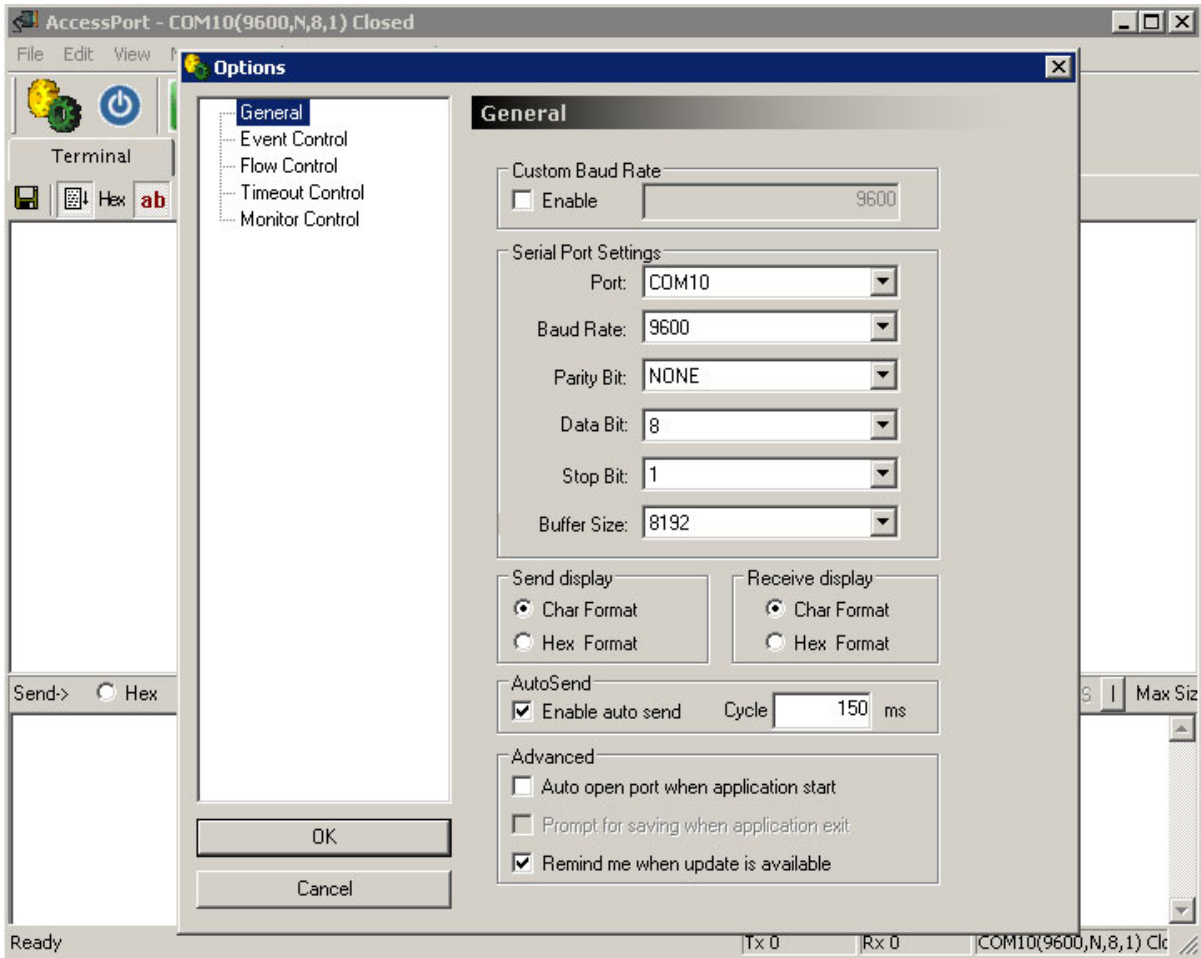 AccessPort - COM10(9600,N,8,1) Closed
File Edit View
Options
Terminal
Hex ab
General
Event Control
Flow Control
Timeout Control
Monitor Control
OK
Cancel
General
Custom Baud Rate
Enable 9600
Serial Port Settings
Port: COM10
Baud Rate: 9600
Parity Bit: NONE
Data Bit: 8
Stop Bit: 1
Buffer Size: 8192
Send display
Char Format
Hex Format
Receive display
Char Format
Hex Format
AutoSend
Enable auto send Cycle 150 ms
Advanced
Auto open port when application start
Prompt for saving when application exit
Remind me when update is available
Send-> Hex
Max Siz
Ready Tx 0 Rx 0 COM10(9600,N,8,1) Clo